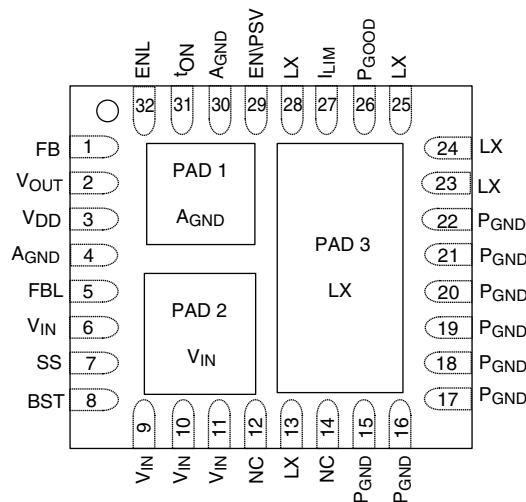 ENL tON AGND EN\PSV LX ILIM PGOOD LX
32 31 30 29 28 27 26 25
FB 1
VOUT 2
VDD 3
AGND 4
FBL 5
VIN 6
SS 7
BST 8
PAD 1
AGND
PAD 2
VIN
PAD 3
LX
24 LX
23 LX
22 PGND
21 PGND
20 PGND
19 PGND
18 PGND
17 PGND
9 10 11 12 13 14 15 16
VIN VIN VIN NC LX NC PGND PGND